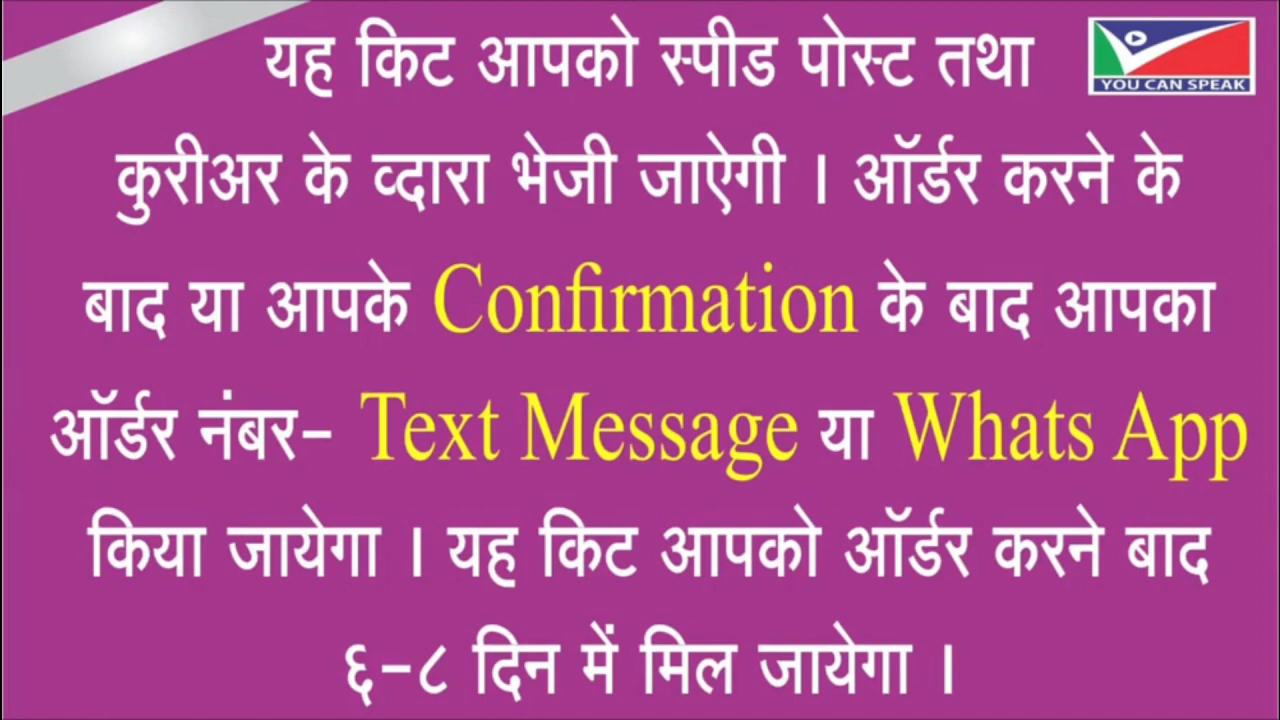 यह किट आपको स्पीड पोस्ट तथा
YOU CAN SPEAK
कुरीअर के व्दारा भेजी जाऐगी । ऑर्डर करने के
बाद या आपके Confirmation के बाद आपका
ऑर्डर नंबर- Text Message या Whats App
किया जायेगा । यह किट आपको ऑर्डर करने बाद
६-८ दिन में मिल जायेगा ।